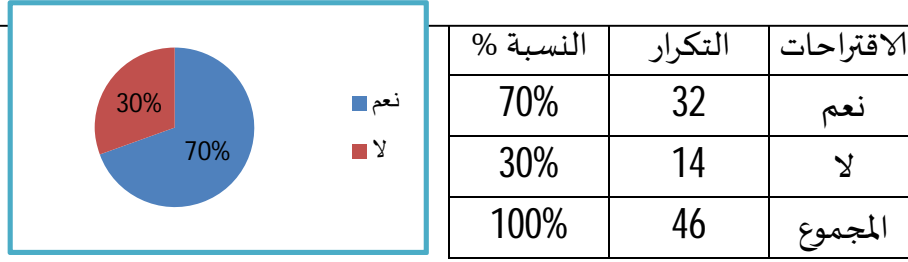 الاقتراحات التكرار النسبة %
نعم 32 70%
لا 14 30%
المجموع 46 100%
30%
70%
نعم
لا